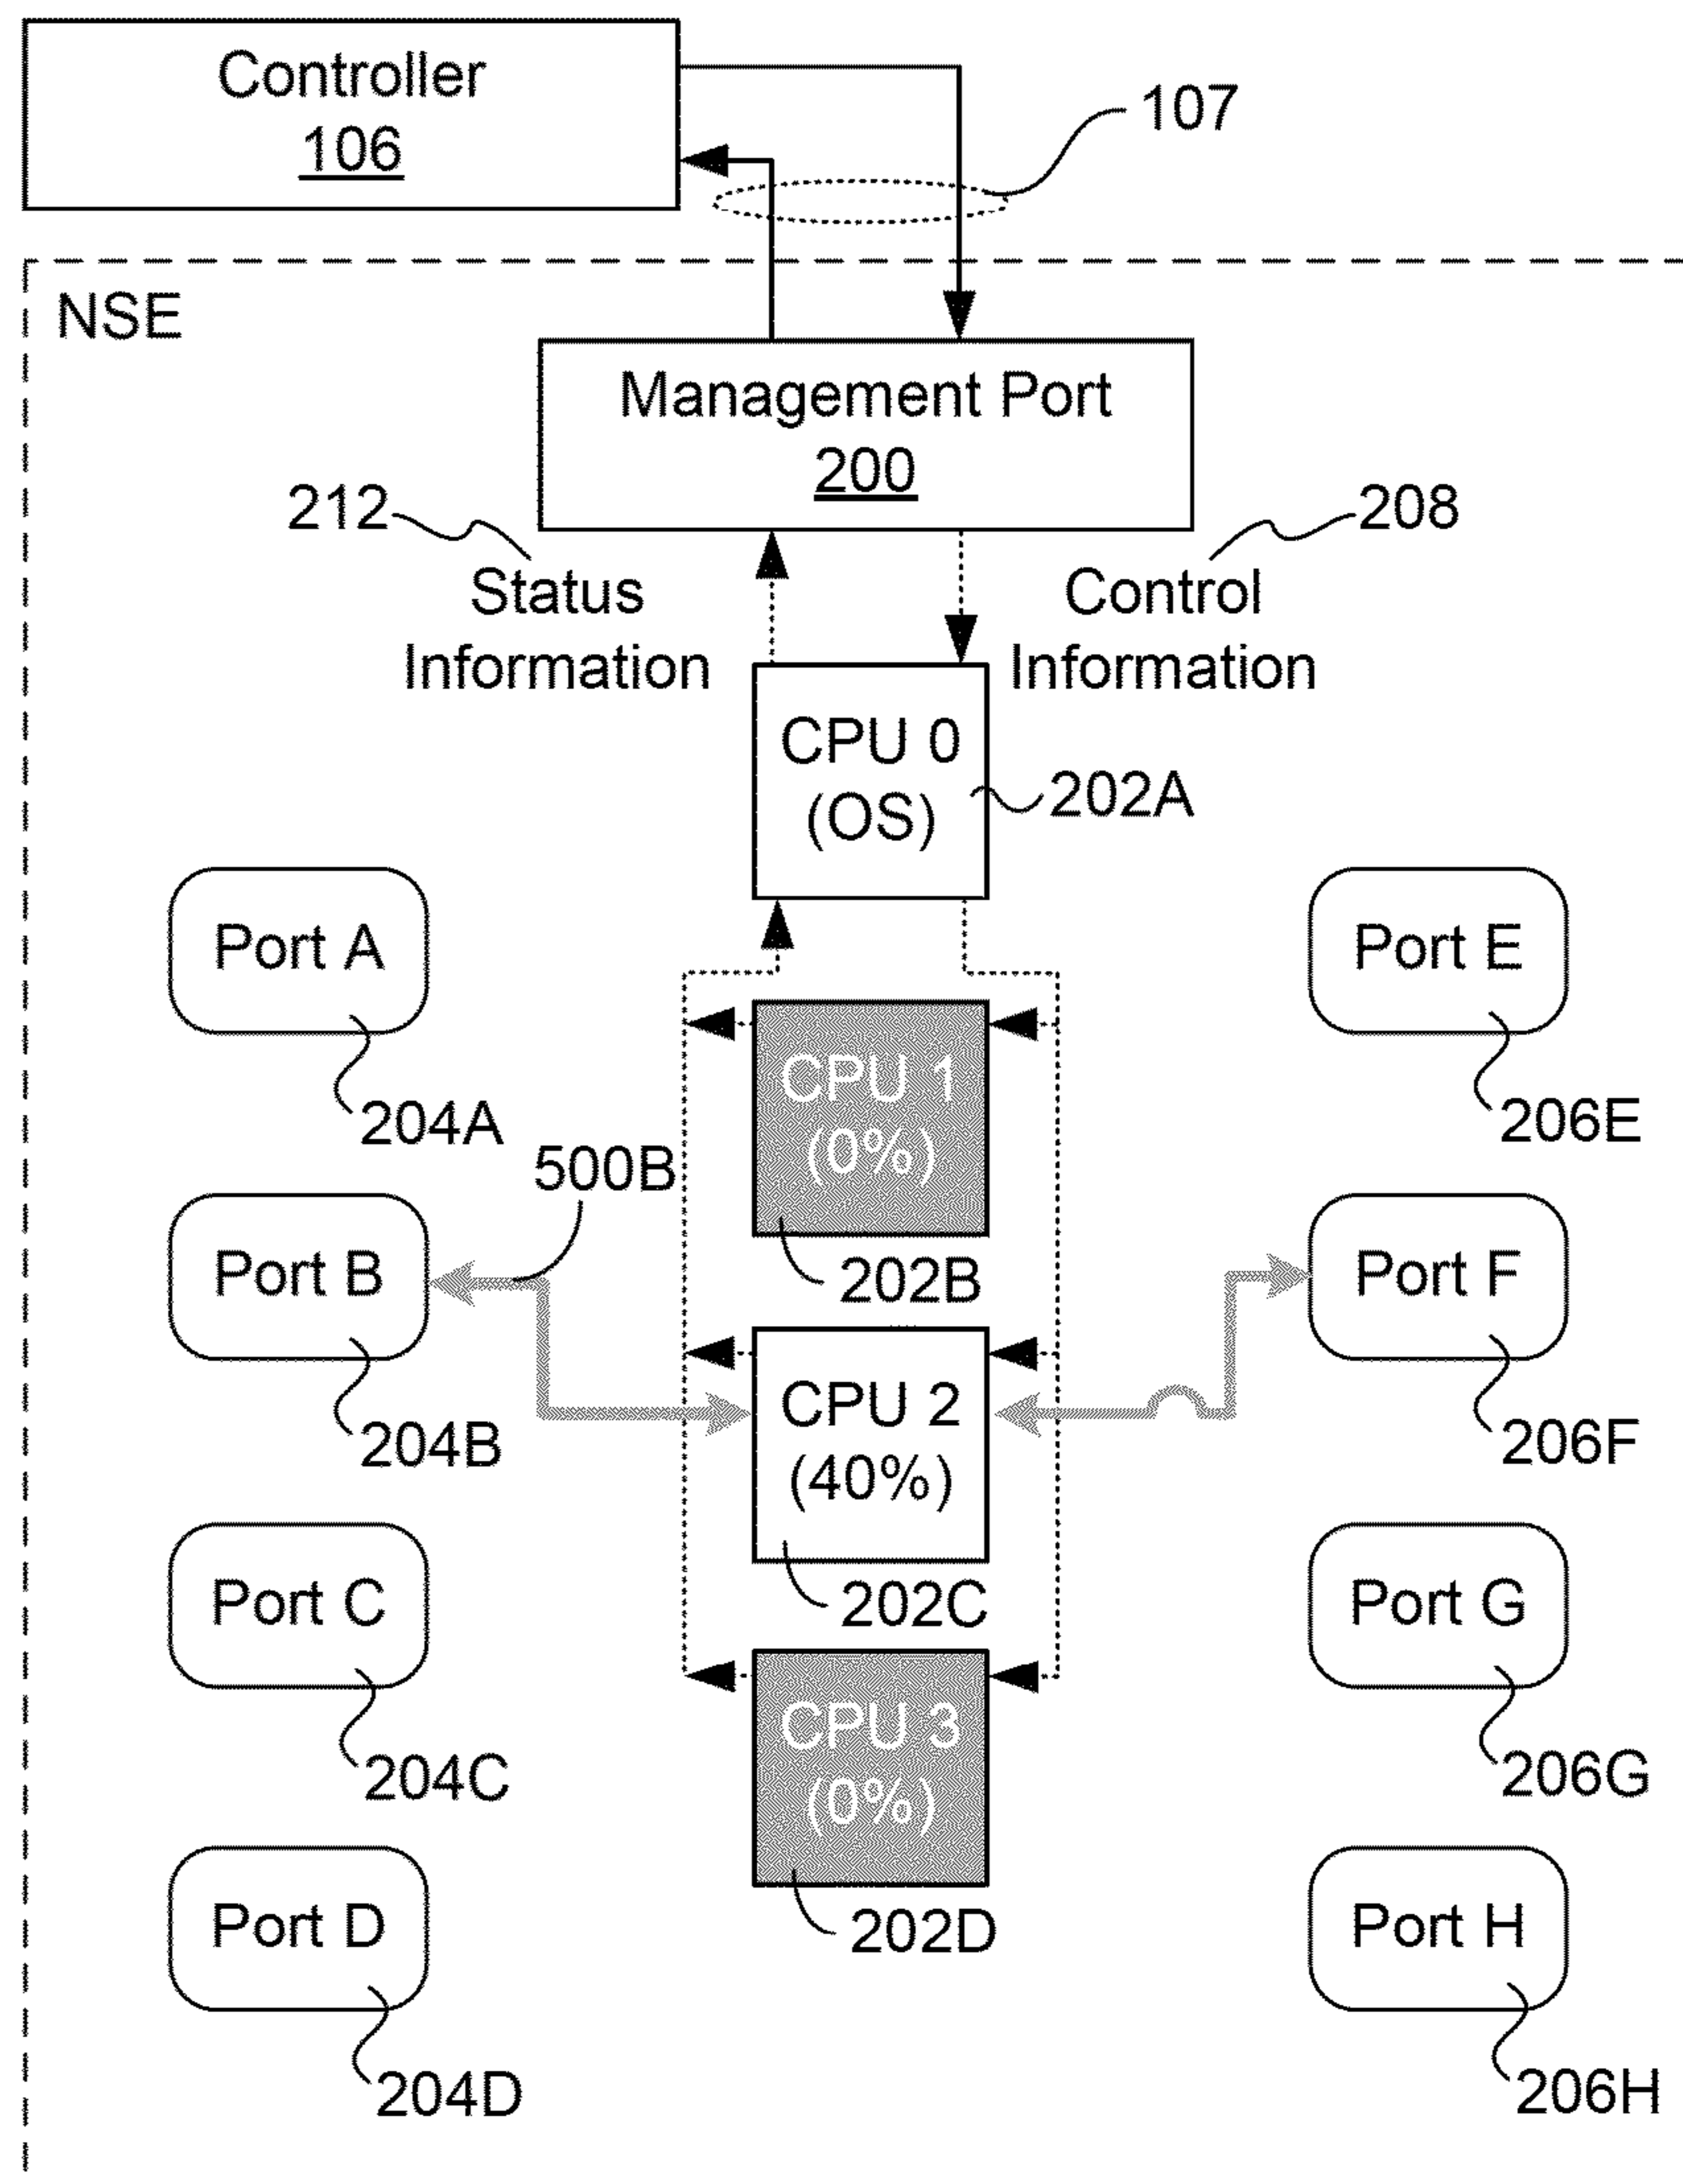 Controller
106
107
NSE
Management Port
200
212
208
Status
Information
Control
Information
CPU 0
(OS)
202A
Port A
204A
Port E
206E
CPU 1
(0%)
202B
500B
Port B
204B
Port F
206F
CPU 2
(40%)
202C
Port C
204C
Port G
206G
CPU 3
(0%)
202D
Port D
204D
Port H
206H